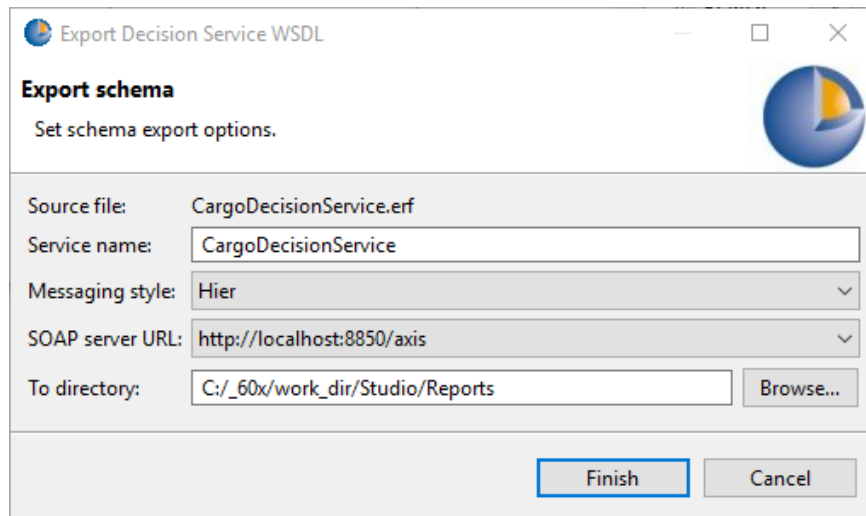 Export Decision Service WSDL
Export schema
Set schema export options.
Source file: CargoDecisionService.erf
Service name: CargoDecisionService
Messaging style: Hier
SOAP server URL: http://localhost:8850/axis
To directory: C:/_60x/work_dir/Studio/Reports Browse...
Finish Cancel